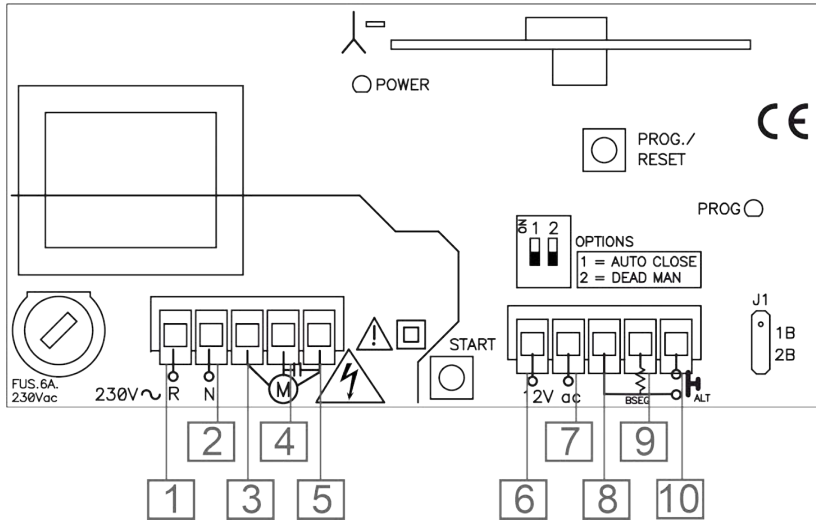 POWER
CE
PROG./
RESET
PROG
ON
1 2
OPTIONS
1 = AUTO CLOSE
2 = DEAD MAN
J1
1B
2B
START
FUS.6A.
230Vac
230V~ R N
M
12V ac
BSEG
ALT
1
2
3
4
5
6
7
8
9
10